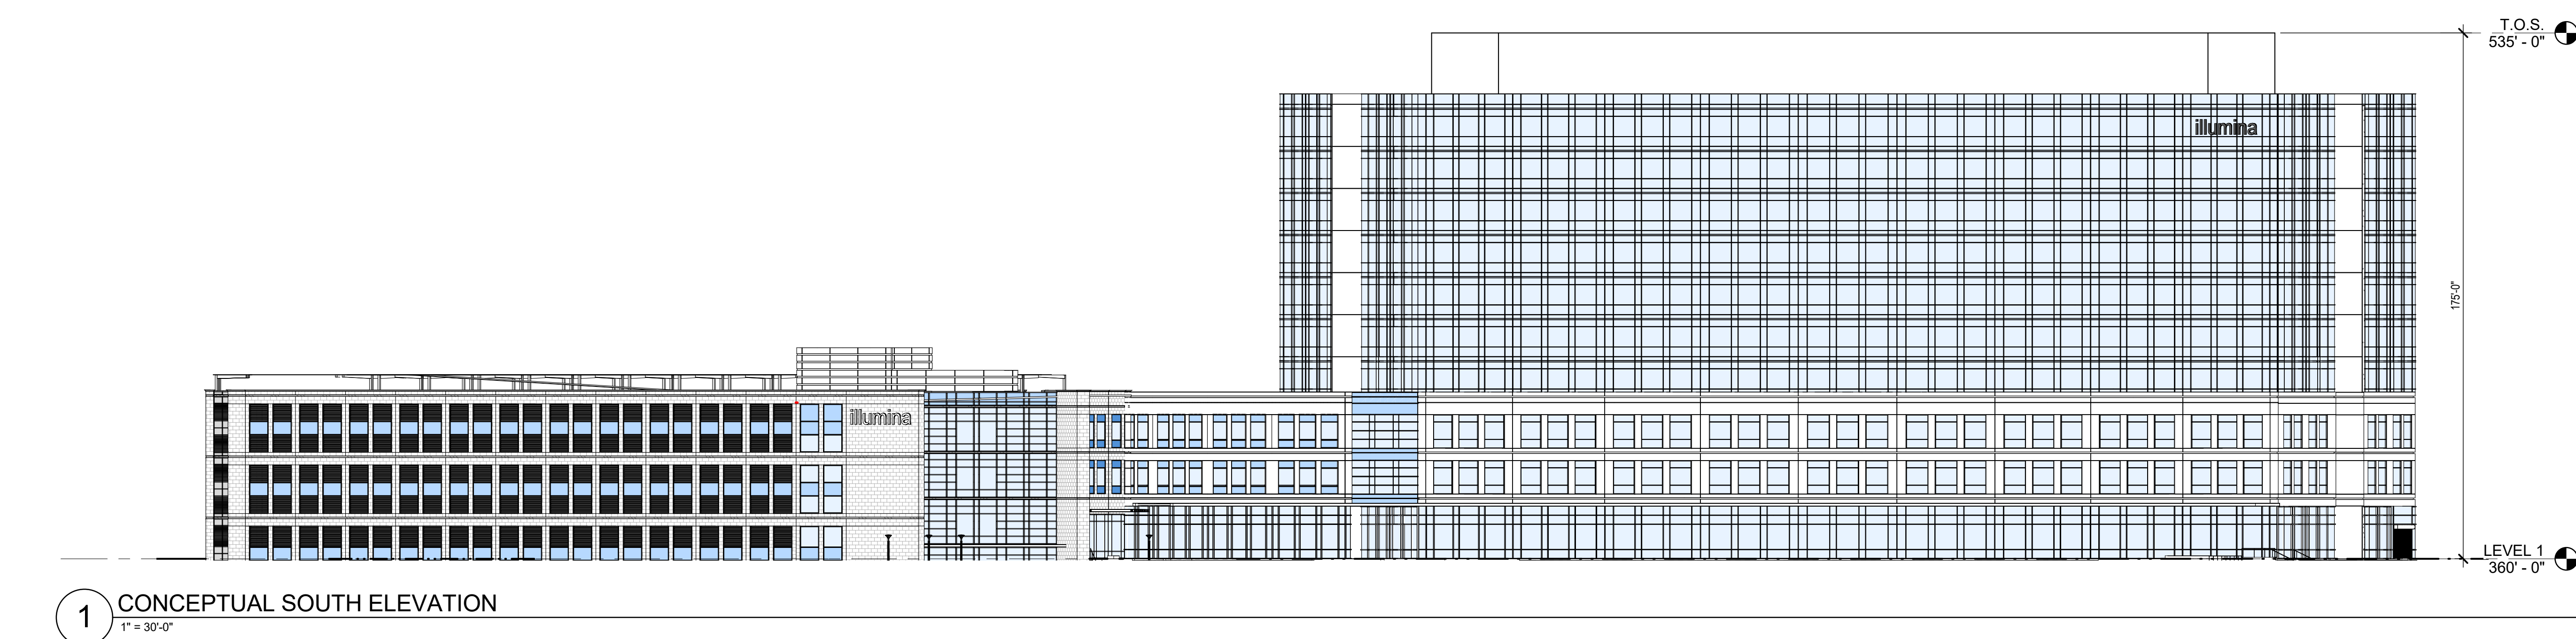 T.O.S.
535' - 0"
illumina
175'-0"
illumina
LEVEL 1
360' - 0"
1
CONCEPTUAL SOUTH ELEVATION
1" = 30'-0"